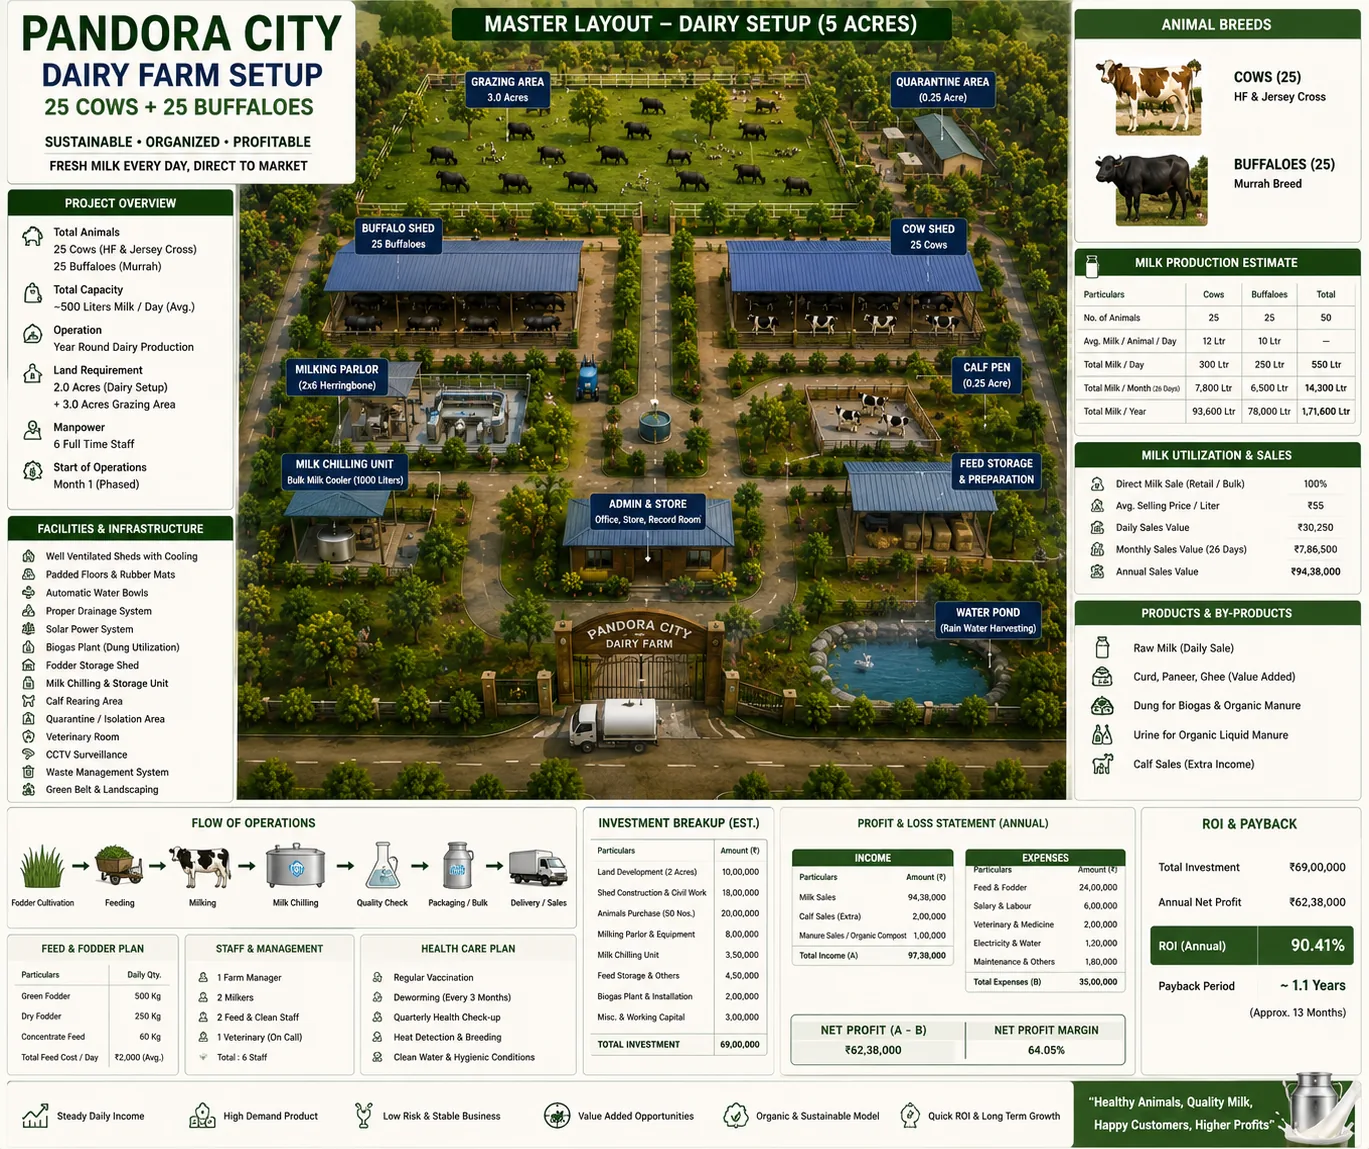 PANDORA CITY
DAIRY FARM SETUP
25 COWS + 25 BUFFALOES
SUSTAINABLE • ORGANIZED • PROFITABLE
FRESH MILK EVERY DAY, DIRECT TO MARKET
MASTER LAYOUT – DAIRY SETUP (5 ACRES)
GRAZING AREA
3.0 Acres
QUARANTINE AREA
(0.25 Acre)
BUFFALO SHED
25 Buffaloes
COW SHED
25 Cows
MILKING PARLOR
(2x6 Herringbone)
CALF PEN
(0.25 Acre)
MILK CHILLING UNIT
Bulk Milk Cooler (1000 Liters)
FEED STORAGE
& PREPARATION
ADMIN & STORE
Office, Store, Record Room
WATER POND
(Rain Water Harvesting)
PANDORA CITY
DAIRY FARM
PROJECT OVERVIEW
Total Animals
25 Cows (HF & Jersey Cross)
25 Buffaloes (Murrah)
Total Capacity
~500 Liters Milk / Day (Avg.)
Operation
Year Round Dairy Production
Land Requirement
2.0 Acres (Dairy Setup)
+ 3.0 Acres Grazing Area
Manpower
6 Full Time Staff
Start of Operations
Month 1 (Phased)
FACILITIES & INFRASTRUCTURE
Well Ventilated Sheds with Cooling
Padded Floors & Rubber Mats
Automatic Water Bowls
Proper Drainage System
Solar Power System
Biogas Plant (Dung Utilization)
Fodder Storage Shed
Milk Chilling & Storage Unit
Calf Rearing Area
Quarantine / Isolation Area
Veterinary Room
CCTV Surveillance
Waste Management System
Green Belt & Landscaping
ANIMAL BREEDS
COWS (25)
HF & Jersey Cross
BUFFALOES (25)
Murrah Breed
MILK PRODUCTION ESTIMATE
Particulars Cows Buffaloes Total
No. of Animals 25 25 50
Avg. Milk / Animal / Day 12 Ltr 10 Ltr —
Total Milk / Day 300 Ltr 250 Ltr 550 Ltr
Total Milk / Month (26 Days) 7,800 Ltr 6,500 Ltr 14,300 Ltr
Total Milk / Year 93,600 Ltr 78,000 Ltr 1,71,600 Ltr
MILK UTILIZATION & SALES
Direct Milk Sale (Retail / Bulk) 100%
Avg. Selling Price / Liter ₹55
Daily Sales Value ₹30,250
Monthly Sales Value (26 Days) ₹7,86,500
Annual Sales Value ₹94,38,000
PRODUCTS & BY-PRODUCTS
Raw Milk (Daily Sale)
Curd, Paneer, Ghee (Value Added)
Dung for Biogas & Organic Manure
Urine for Organic Liquid Manure
Calf Sales (Extra Income)
FLOW OF OPERATIONS
Fodder Cultivation Feeding Milking Milk Chilling Quality Check Packaging / Bulk Delivery / Sales
FEED & FODDER PLAN
Particulars Daily Qty.
Green Fodder 500 Kg
Dry Fodder 250 Kg
Concentrate Feed 60 Kg
Total Feed Cost / Day ₹2,000 (Avg.)
STAFF & MANAGEMENT
1 Farm Manager
2 Milkers
2 Feed & Clean Staff
1 Veterinary (On Call)
Total : 6 Staff
HEALTH CARE PLAN
Regular Vaccination
Deworming (Every 3 Months)
Quarterly Health Check-up
Heat Detection & Breeding
Clean Water & Hygienic Conditions
INVESTMENT BREAKUP (EST.)
Particulars Amount (₹)
Land Development (2 Acres) 10,00,000
Shed Construction & Civil Work 18,00,000
Animals Purchase (50 Nos.) 20,00,000
Milking Parlor & Equipment 8,00,000
Milk Chilling Unit 3,50,000
Feed Storage & Others 4,50,000
Biogas Plant & Installation 2,00,000
Misc. & Working Capital 3,00,000
TOTAL INVESTMENT 69,00,000
PROFIT & LOSS STATEMENT (ANNUAL)
INCOME
Particulars Amount (₹)
Milk Sales 94,38,000
Calf Sales (Extra) 2,00,000
Manure Sales / Organic Compost 1,00,000
Total Income (A) 97,38,000
EXPENSES
Particulars Amount (₹)
Feed & Fodder 24,00,000
Salary & Labour 6,00,000
Veterinary & Medicine 2,00,000
Electricity & Water 1,20,000
Maintenance & Others 1,80,000
Total Expenses (B) 35,00,000
NET PROFIT (A - B)
₹62,38,000
NET PROFIT MARGIN
64.05%
ROI & PAYBACK
Total Investment ₹69,00,000
Annual Net Profit ₹62,38,000
ROI (Annual) 90.41%
Payback Period ~ 1.1 Years
(Approx. 13 Months)
Steady Daily Income
High Demand Product
Low Risk & Stable Business
Value Added Opportunities
Organic & Sustainable Model
Quick ROI & Long Term Growth
"Healthy Animals, Quality Milk,
Happy Customers, Higher Profits"